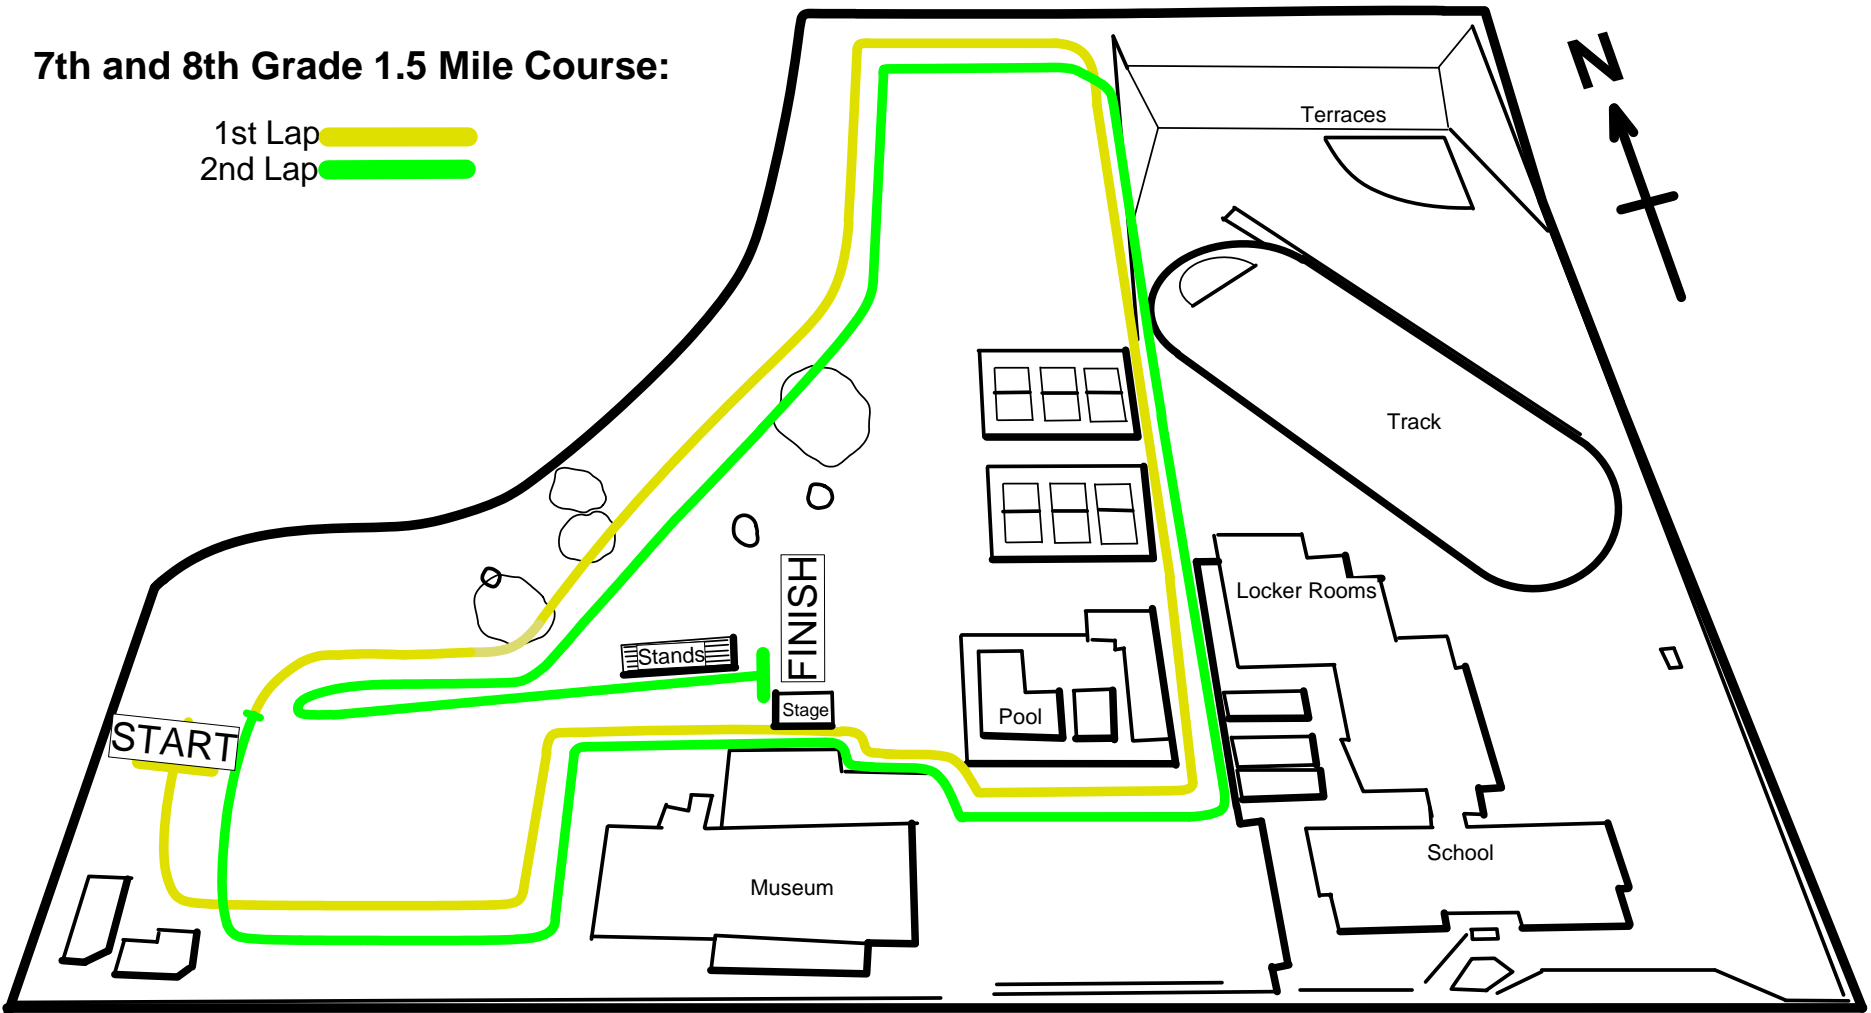 7th and 8th Grade 1.5 Mile Course:
1st Lap
2nd Lap
N
Terraces
Track
Locker Rooms
FINISH
Stands
Stage
Pool
START
School
Museum